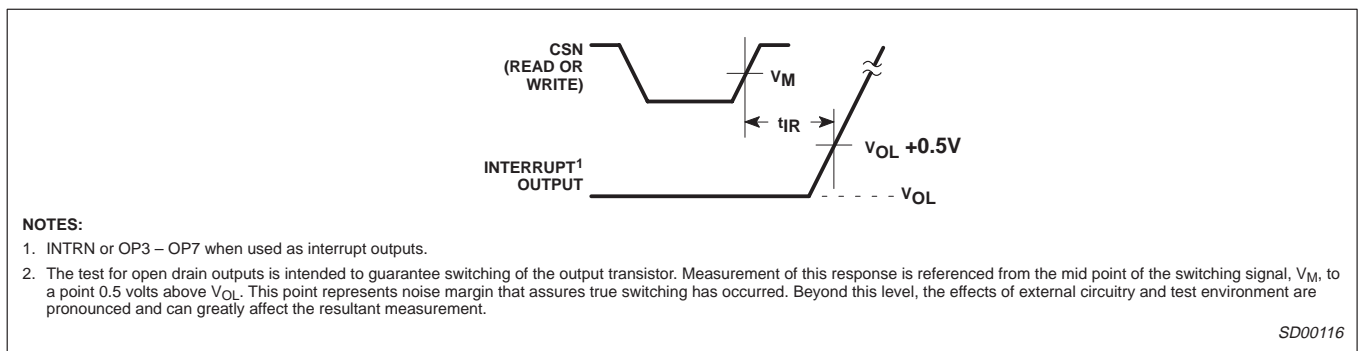 CSN
(READ OR
WRITE)
VM
tIR
VOL +0.5V
INTERRUPT1
OUTPUT
VOL
NOTES:
1. INTRN or OP3 – OP7 when used as interrupt outputs.
2. The test for open drain outputs is intended to guarantee switching of the output transistor. Measurement of this response is referenced from the mid point of the switching signal, VM, to
a point 0.5 volts above VOL. This point represents noise margin that assures true switching has occurred. Beyond this level, the effects of external circuitry and test environment are
pronounced and can greatly affect the resultant measurement.
SD00116